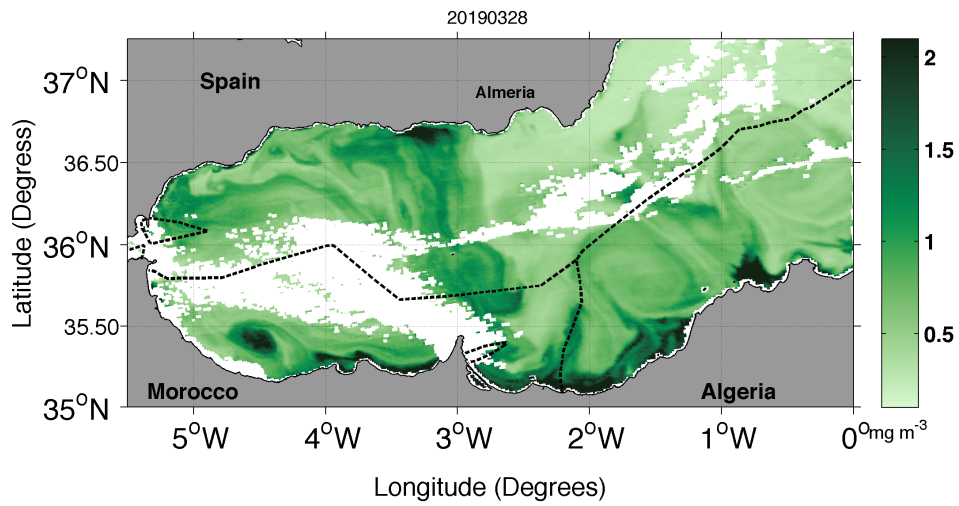 20190328
37°N
36.50
36°N
35.50
35°N
Latitude (Degress)
Spain
Almeria
Morocco
Algeria
5°W
4°W
3°W
2°W
1°W
0°
Longitude (Degrees)
2
1.5
1
0.5
mg m⁻³